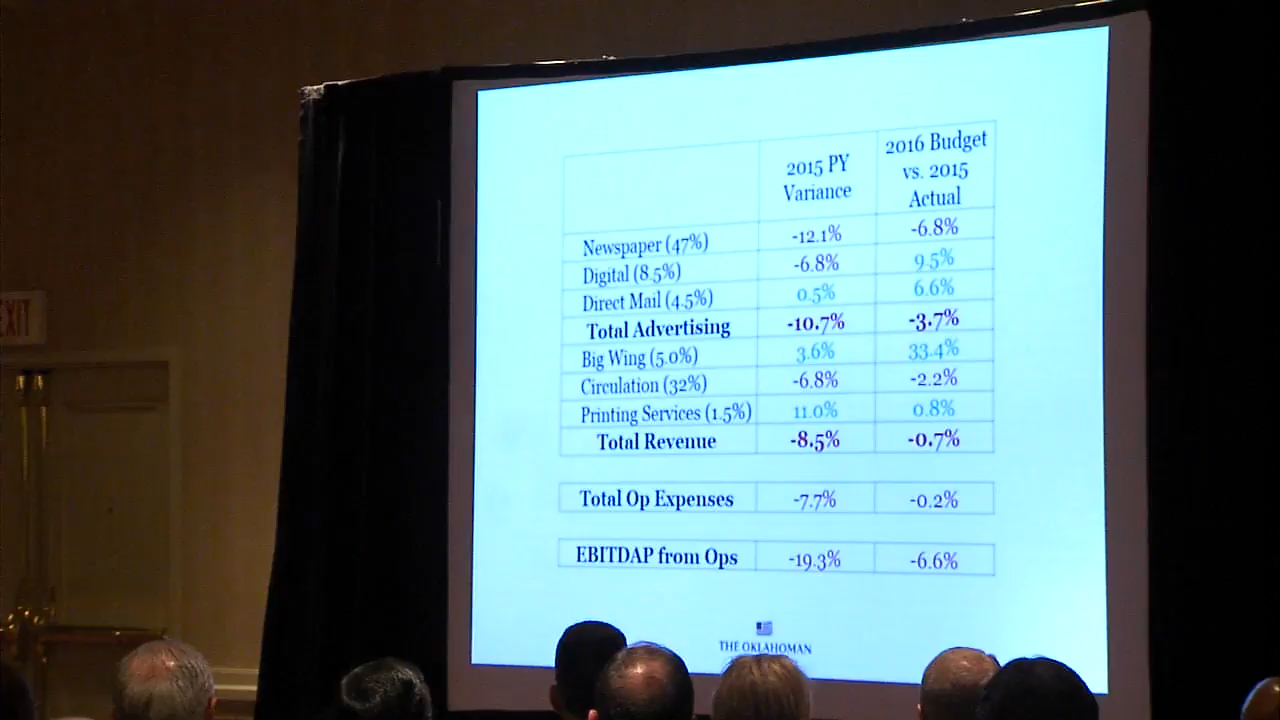 2015 PY Variance 2016 Budget vs. 2015 Actual
Newspaper (47%) -12.1% -6.8%
Digital (8.5%) -6.8% 9.5%
Direct Mail (4.5%) 0.5% 6.6%
Total Advertising -10.7% -3.7%
Big Wing (5.0%) 3.6% 33.4%
Circulation (32%) -6.8% -2.2%
Printing Services (1.5%) 11.0% 0.8%
Total Revenue -8.5% -0.7%
Total Op Expenses -7.7% -0.2%
EBITDAP from Ops -19.3% -6.6%
THE OKLAHOMAN
EXIT